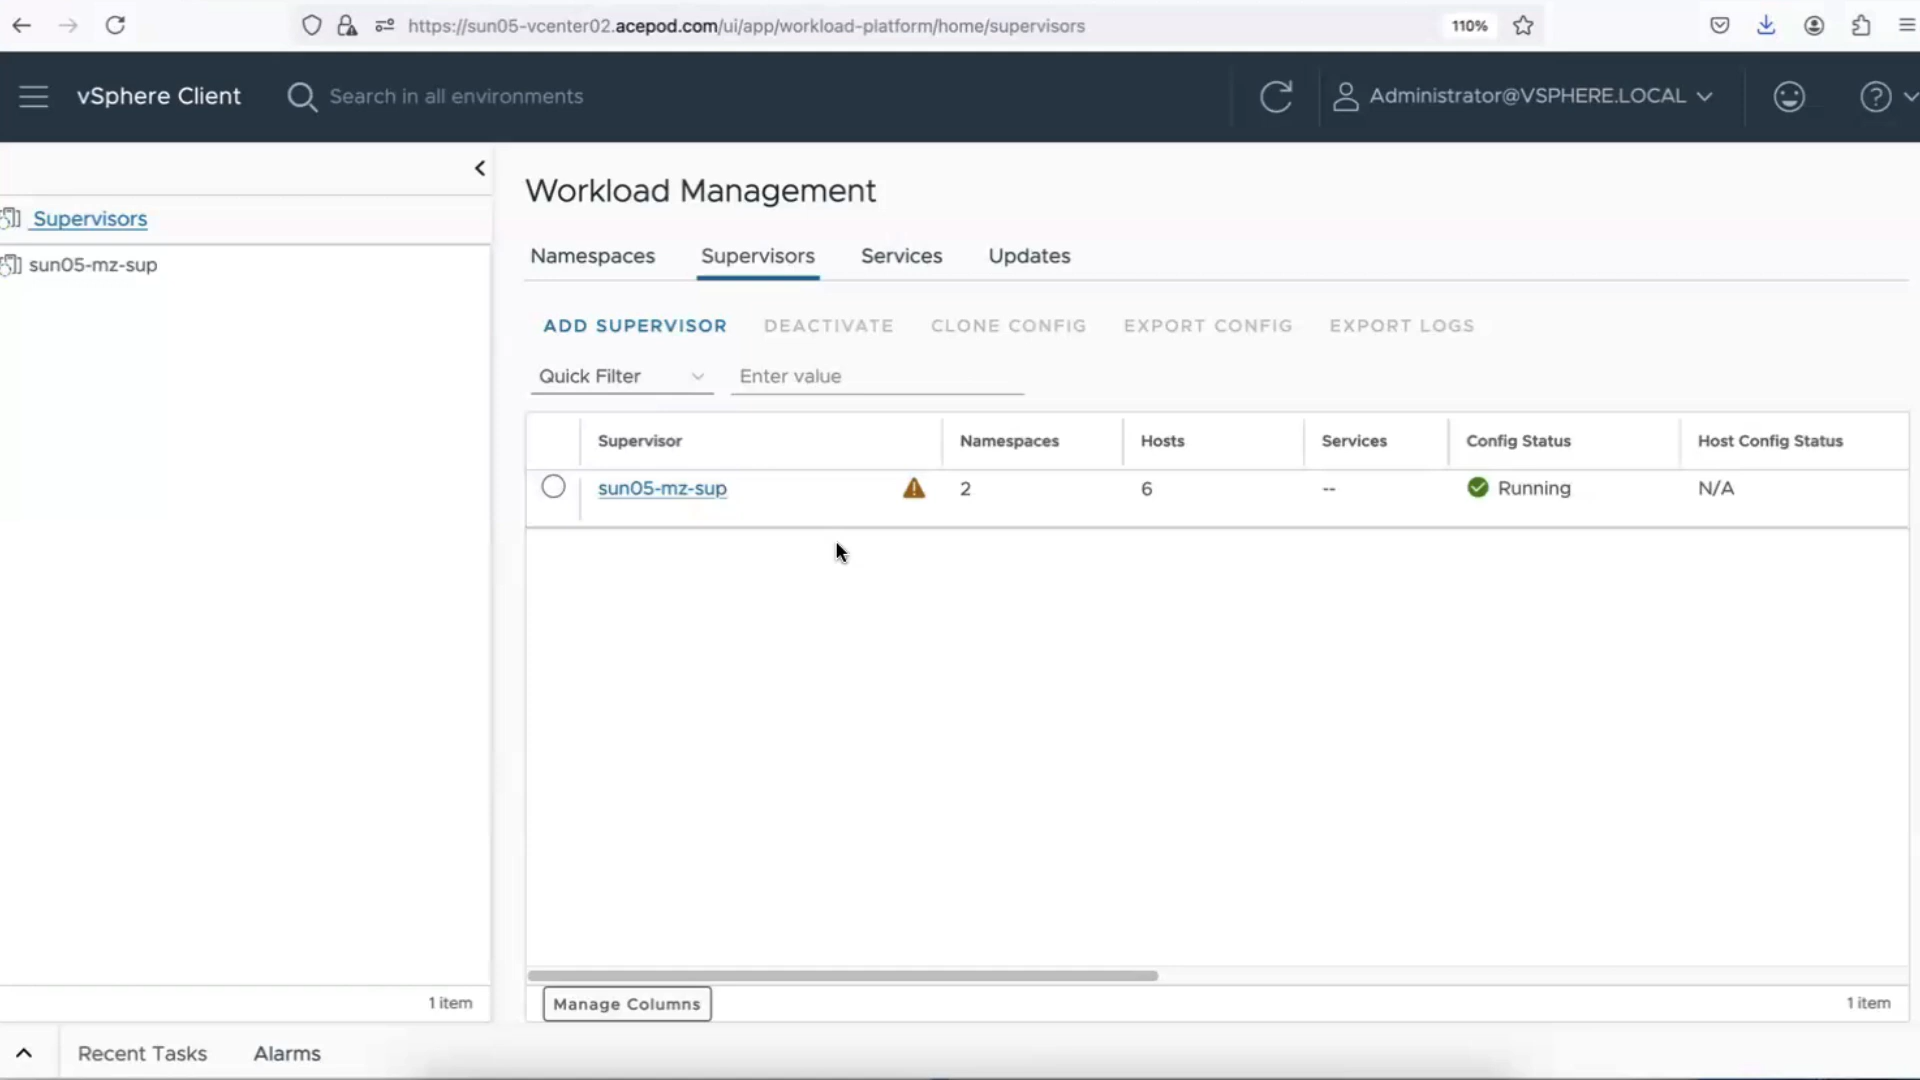 https://sun05-vcenter02.acepod.com/ui/app/workload-platform/home/supervisors
110%
vSphere Client
Search in all environments
Administrator@VSPHERE.LOCAL
Supervisors
sun05-mz-sup
1 item
Workload Management
Namespaces Supervisors Services Updates
ADD SUPERVISOR DEACTIVATE CLONE CONFIG EXPORT CONFIG EXPORT LOGS
Quick Filter Enter value
Supervisor Namespaces Hosts Services Config Status Host Config Status
sun05-mz-sup 2 6 -- Running N/A
Manage Columns 1 item
Recent Tasks Alarms